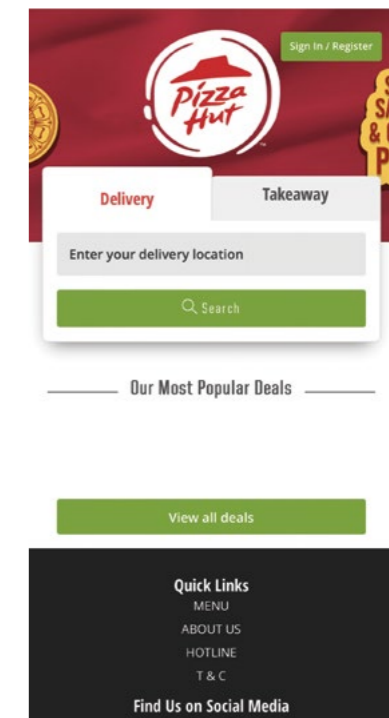 Sign In / Register
Pizza
Hut
S
SA
& 
P
Delivery
Takeaway
Enter your delivery location
Search
Our Most Popular Deals
View all deals
Quick Links
MENU
ABOUT US
HOTLINE
T & C
Find Us on Social Media